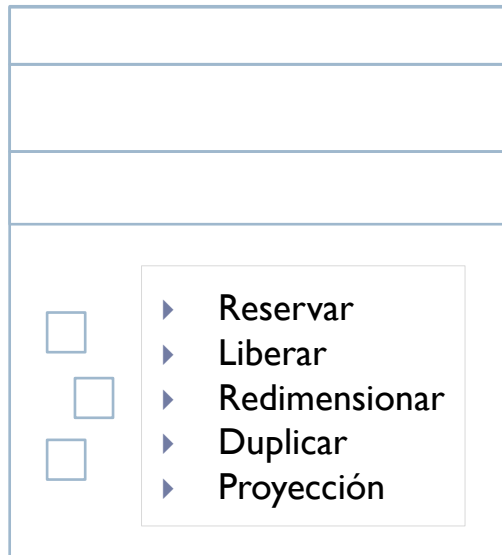 Reservar
Liberar
Redimensionar
Duplicar
Proyección